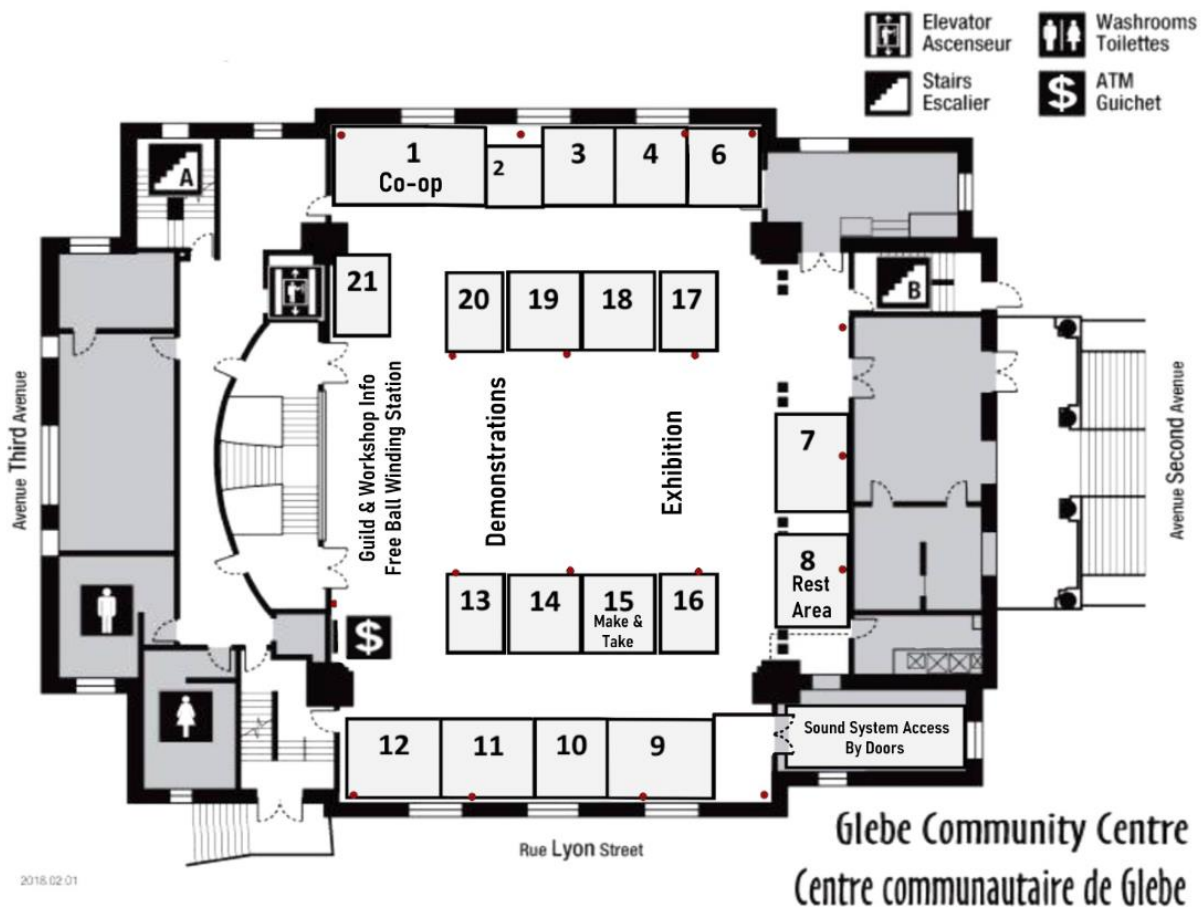 Elevator
Ascenseur
Washrooms
Toilettes
Stairs
Escalier
$
ATM
Guichet
A
1
Co-op
2
3
4
6
21
20
19
18
17
B
Avenue Third Avenue
Guild & Workshop Info
Free Ball Winding Station
Demonstrations
Exhibition
7
8
Rest
Area
Avenue Second Avenue
13
14
15
Make &
Take
16
$
12
11
10
9
Sound System Access
By Doors
Rue Lyon Street
Glebe Community Centre
Centre communautaire de Glebe
2018.02.01